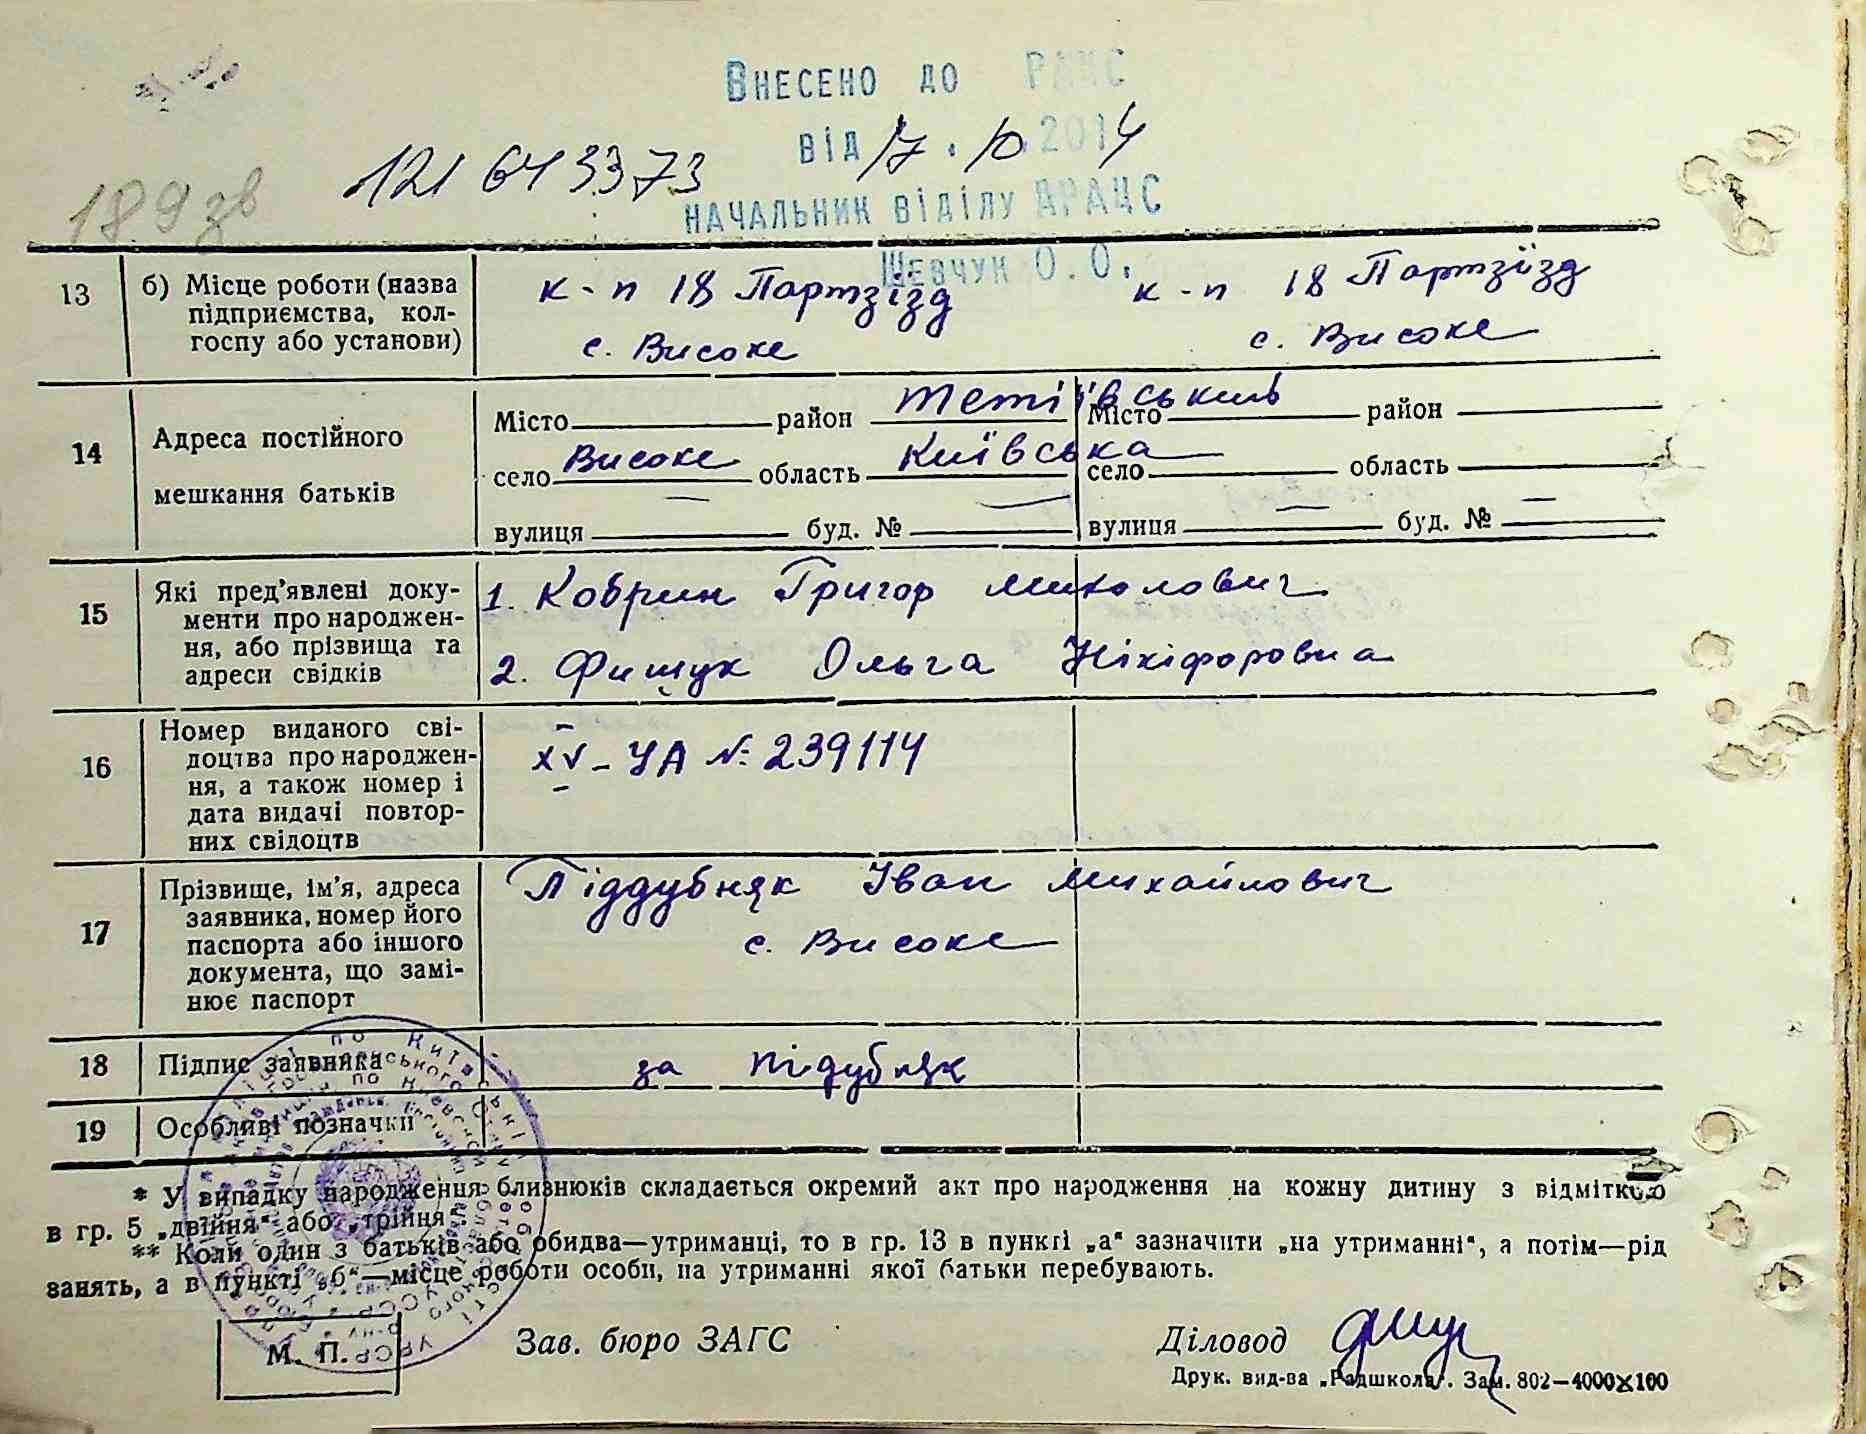 Внесено до РАЦС
від 17.10.2014
121 643373
189 зв
начальник відділу ДРАЦС
Шевчук О.О.
13 б) Місце роботи (назва підприємства, колгоспу або установи)
к-п 18 Партзїзд к-п 18 Партзїзд
с. Високе с. Високе
14 Адреса постійного мешкання батьків
Місто район Тетіївський Місто район
село Високе область Київська село область
вулиця — буд. № — вулиця — буд. № —
15 Які пред'явлені документи про народження, або прізвища та адреси свідків
1. Кобрин Григор Миколович
2. Фищук Ольга Нікіфоровна
16 Номер виданого свідоцтва про народження, а також номер і дата видачі повторних свідоцтв
XV - УА № 239114
17 Прізвище, ім'я, адреса заявника, номер його паспорта або іншого документа, що замінює паспорт
Піддубняк Іван Михайлович
с. Високе
18 Підпис заявника за Підубняк
19 Особливі позначки
* У випадку народження близнюків складається окремий акт про народження на кожну дитину з відміткою
в гр. 5 „двійня“ або „трійня“.
** Коли один з батьків або обидва—утриманці, то в гр. 13 в пункті „а“ зазначити „на утриманні“, а потім—рід
занять, а в пункті „б“—місце роботи особи, на утриманні якої батьки перебувають.
М. П. Зав. бюро ЗАГС Діловод
Друк. вид-ва „Радшкола“. Зам. 802—4000×100